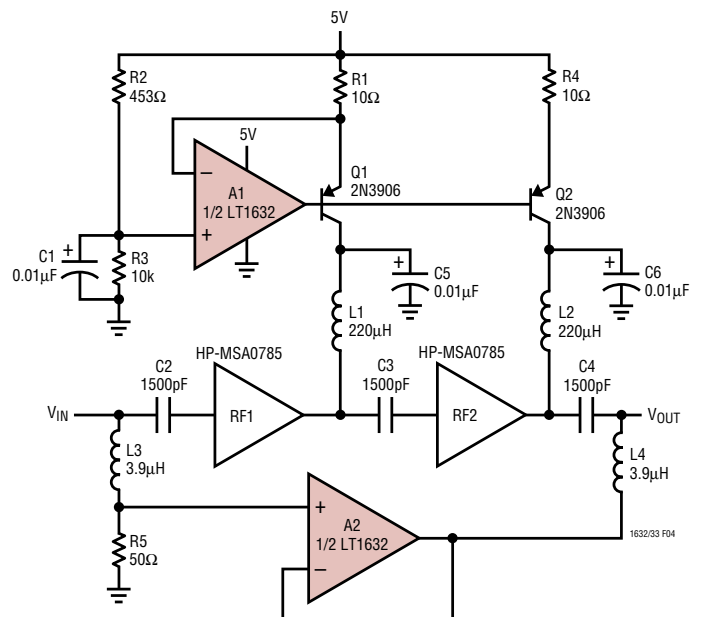 5V
R2
453Ω
R1
10Ω
R4
10Ω
5V
Q1
2N3906
Q2
2N3906
−
A1
1/2 LT1632
+
C1
+
0.01µF
R3
10k
+
C5
0.01µF
+
C6
0.01µF
L1
220µH
L2
220µH
HP-MSA0785
HP-MSA0785
C2
1500pF
C3
1500pF
C4
1500pF
VIN
RF1
RF2
VOUT
L3
3.9µH
L4
3.9µH
+
A2
1/2 LT1632
−
R5
50Ω
1632/33 F04